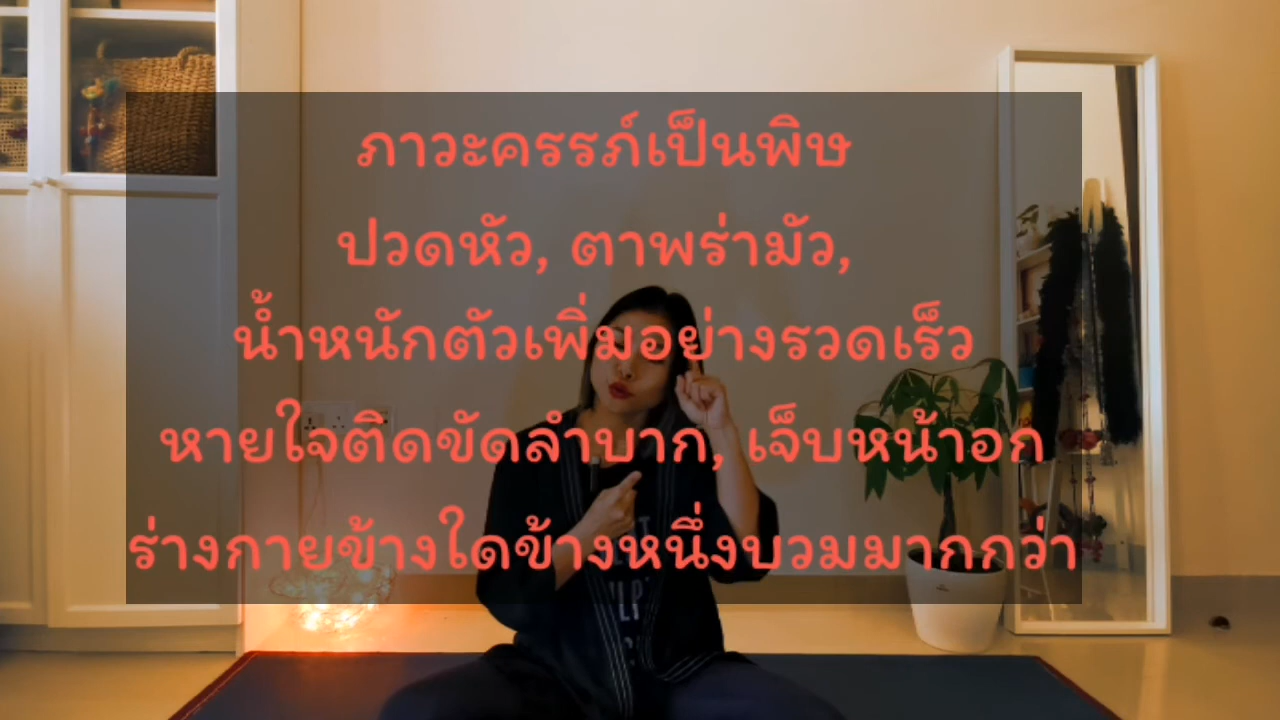 ภาวะครรภ์เป็นพิษ
ปวดหัว, ตาพร่ามัว,
น้ำหนักตัวเพิ่มอย่างรวดเร็ว
หายใจติดขัดลำบาก, เจ็บหน้าอก
ร่างกายข้างใดข้างหนึ่งบวมมากกว่า